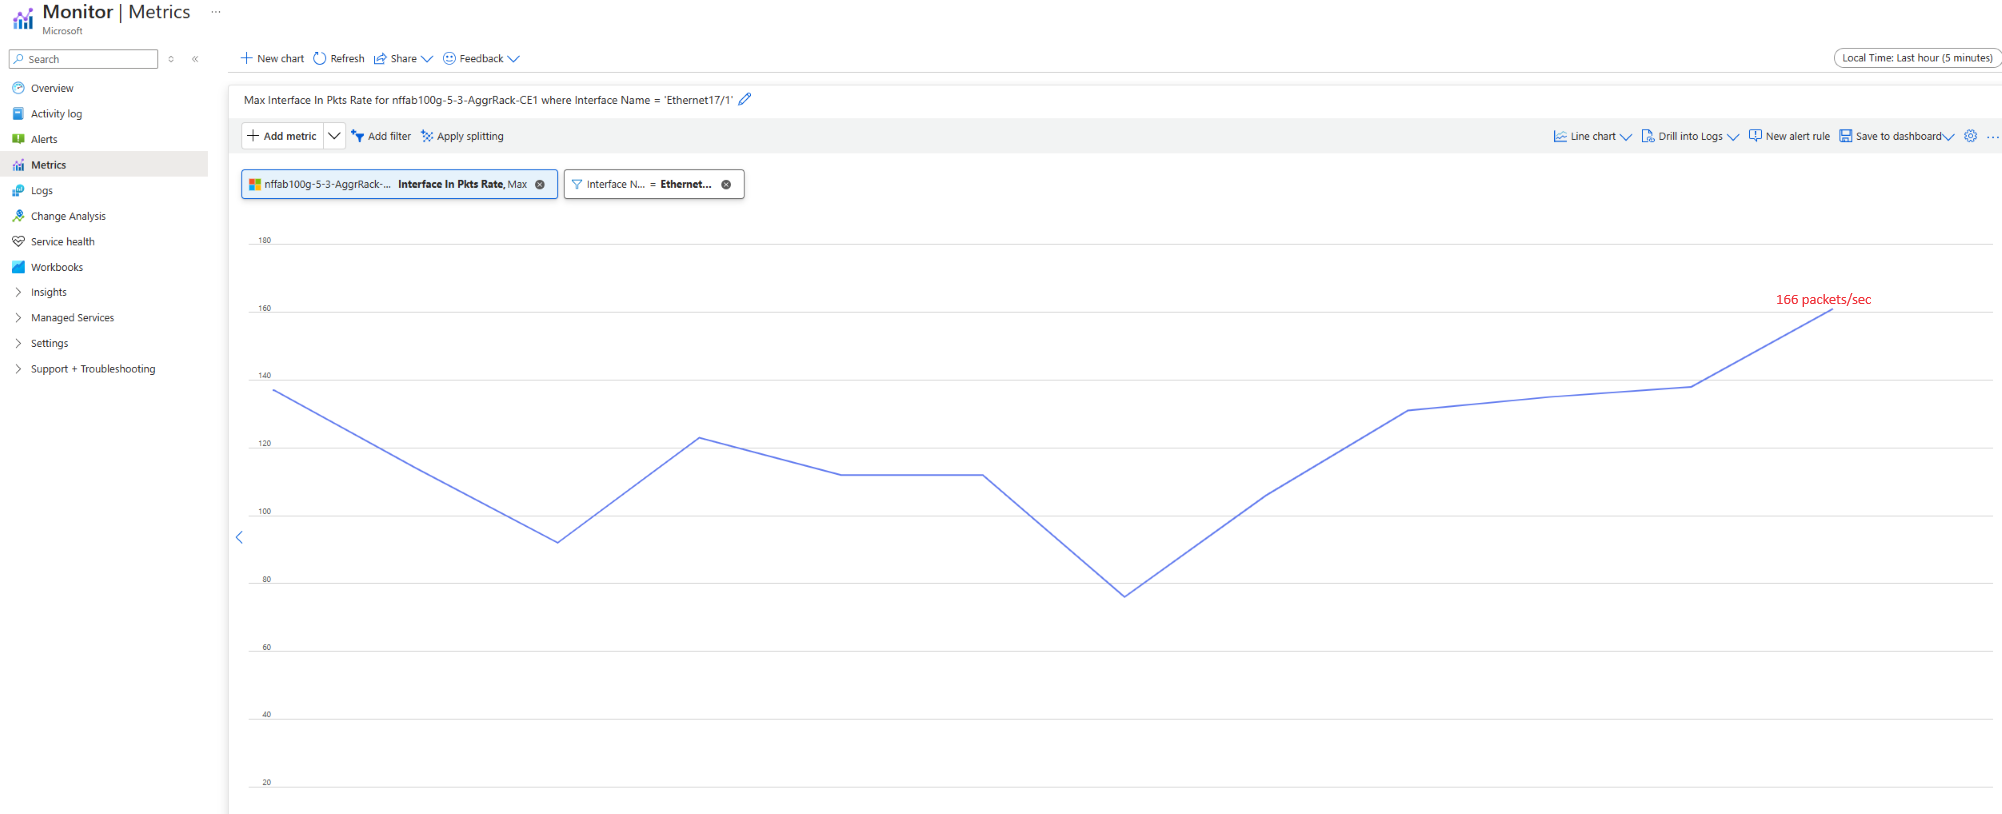 Monitor | Metrics ...
Microsoft
Search
«
Overview
Activity log
Alerts
Metrics
Logs
Change Analysis
Service health
Workbooks
Insights
Managed Services
Settings
Support + Troubleshooting
New chart Refresh Share Feedback
Local Time: Last hour (5 minutes)
Max Interface In Pkts Rate for nffab100g-5-3-AggrRack-CE1 where Interface Name = 'Ethernet17/1'
Add metric Add filter Apply splitting
Line chart Drill into Logs New alert rule Save to dashboard ...
nffab100g-5-3-AggrRack-... Interface In Pkts Rate, Max
Interface N... = Ethernet...
180
160
140
120
100
80
60
40
20
166 packets/sec